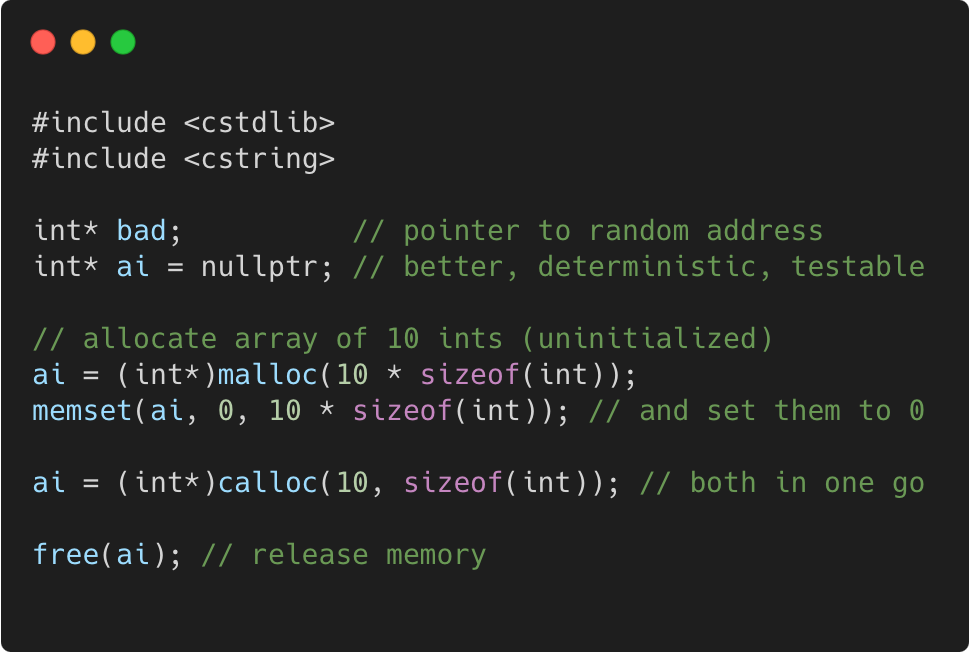 #include <cstdlib>
#include <cstring>
int* bad;          // pointer to random address
int* ai = nullptr; // better, deterministic, testable
// allocate array of 10 ints (uninitialized)
ai = (int*)malloc(10 * sizeof(int));
memset(ai, 0, 10 * sizeof(int)); // and set them to 0
ai = (int*)calloc(10, sizeof(int)); // both in one go
free(ai); // release memory